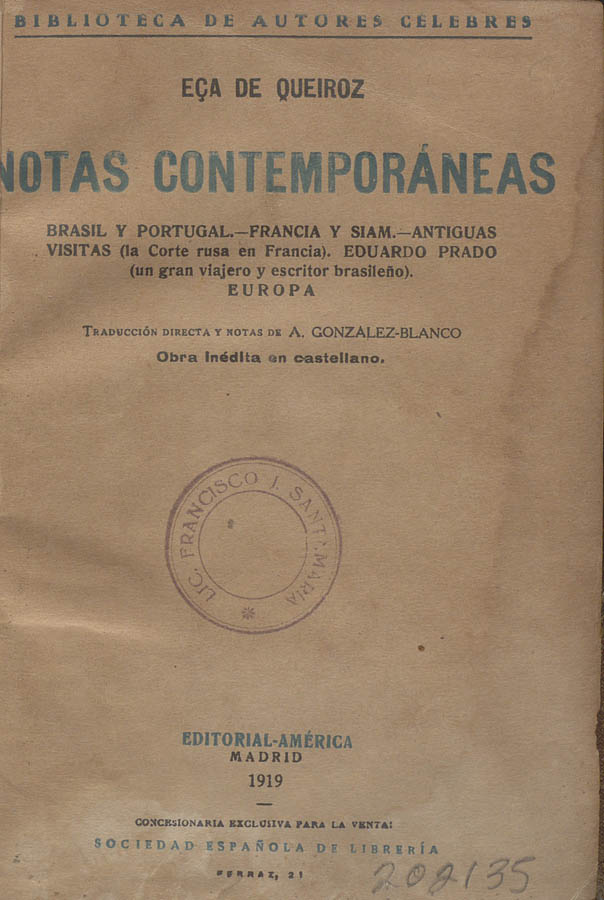 BIBLIOTECA DE AUTORES CÉLEBRES
EÇA DE QUEIROZ
NOTAS CONTEMPORÁNEAS
BRASIL Y PORTUGAL.—FRANCIA Y SIAM.—ANTIGUAS
VISITAS (la Corte rusa en Francia). EDUARDO PRADO
(un gran viajero y escritor brasileño).
EUROPA
TRADUCCIÓN DIRECTA Y NOTAS DE A. GONZÁLEZ-BLANCO
Obra inédita en castellano.
LIC. FRANCISCO J. SANTAMARIA
EDITORIAL-AMÉRICA
MADRID
1919
CONCESIONARIA EXCLUSIVA PARA LA VENTA:
SOCIEDAD ESPAÑOLA DE LIBRERÍA
FERRAZ, 21
202135